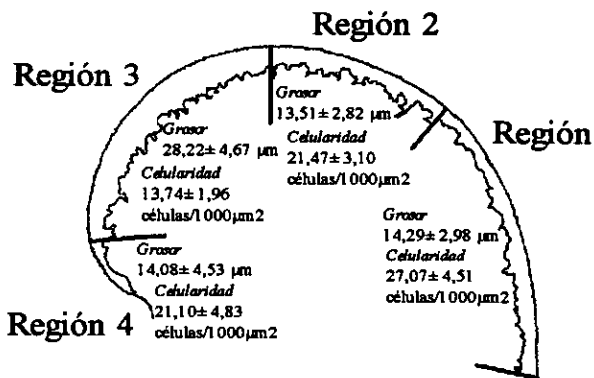 Región 2
Región 3
Región
Grosor
13,51± 2,82 μm
Celularidad
21,47± 3,10
células/1000μm2
Grosor
28,22± 4,67 μm
Celularidad
13,74± 1,96
células/1000μm2
Grosor
14,29± 2,98 μm
Celularidad
27,07± 4,51
células/1000μm2
Grosor
14,08± 4,53 μm
Celularidad
21,10± 4,83
células/1000μm2
Región 4